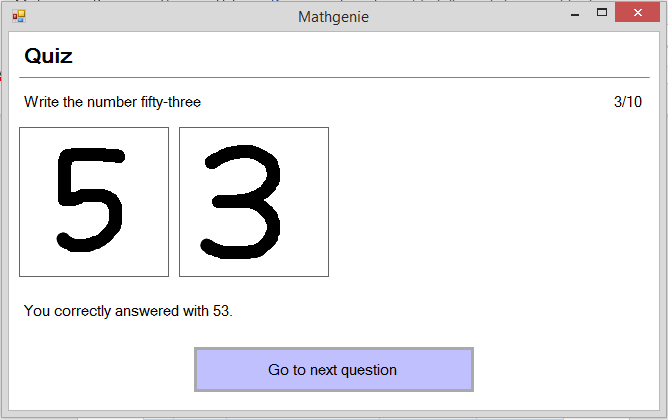 Mathgenie
Quiz
Write the number fifty-three 3/10
5 3
You correctly answered with 53.
Go to next question